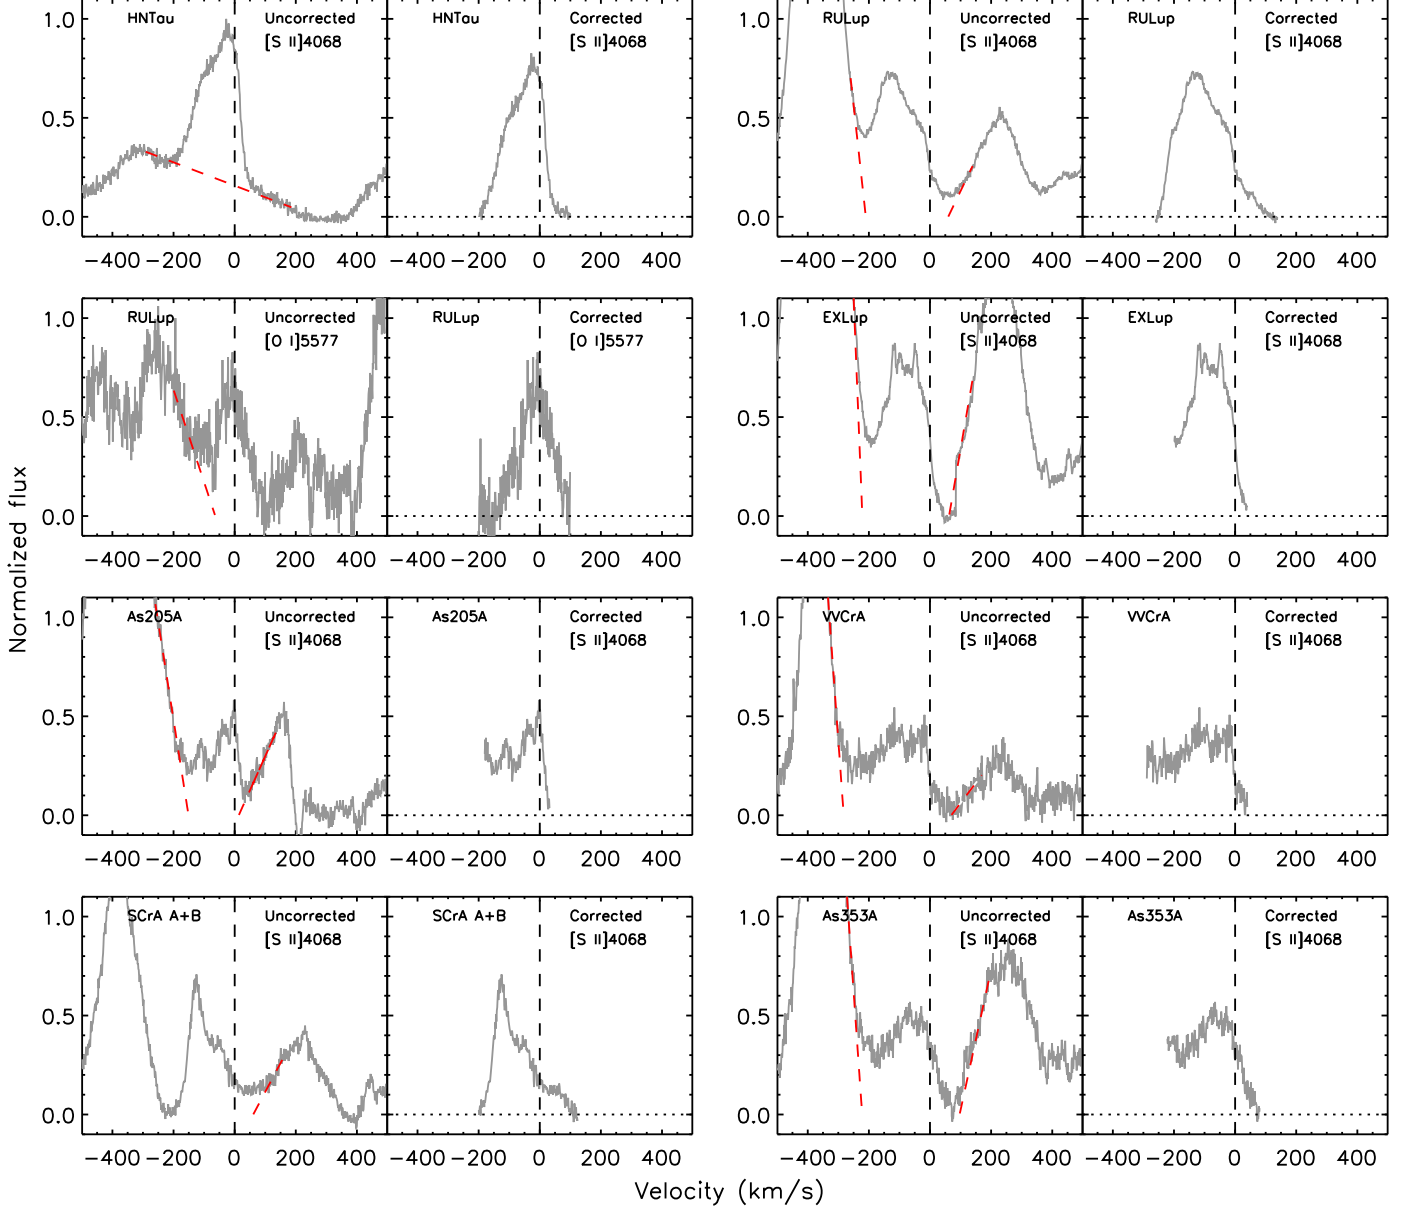 HNTau Uncorrected HNTau Corrected RULup Uncorrected RULup Corrected
[S II]4068 [S II]4068 [S II]4068 [S II]4068
1.0 1.0
0.5 0.5
0.0 0.0
−400 −200 0 200 400 −400 −200 0 200 400 −400 −200 0 200 400 −400 −200 0 200 400
RULup Uncorrected RULup Corrected EXLup Uncorrected EXLup Corrected
[O I]5577 [O I]5577 [S II]4068 [S II]4068
1.0 1.0
0.5 0.5
0.0 0.0
−400 −200 0 200 400 −400 −200 0 200 400 −400 −200 0 200 400 −400 −200 0 200 400
Normalized flux
As205A Uncorrected As205A Corrected VVCrA Uncorrected VVCrA Corrected
[S II]4068 [S II]4068 [S II]4068 [S II]4068
1.0 1.0
0.5 0.5
0.0 0.0
−400 −200 0 200 400 −400 −200 0 200 400 −400 −200 0 200 400 −400 −200 0 200 400
SCrA A+B Uncorrected SCrA A+B Corrected As353A Uncorrected As353A Corrected
[S II]4068 [S II]4068 [S II]4068 [S II]4068
1.0 1.0
0.5 0.5
0.0 0.0
−400 −200 0 200 400 −400 −200 0 200 400 −400 −200 0 200 400 −400 −200 0 200 400
Velocity (km/s)